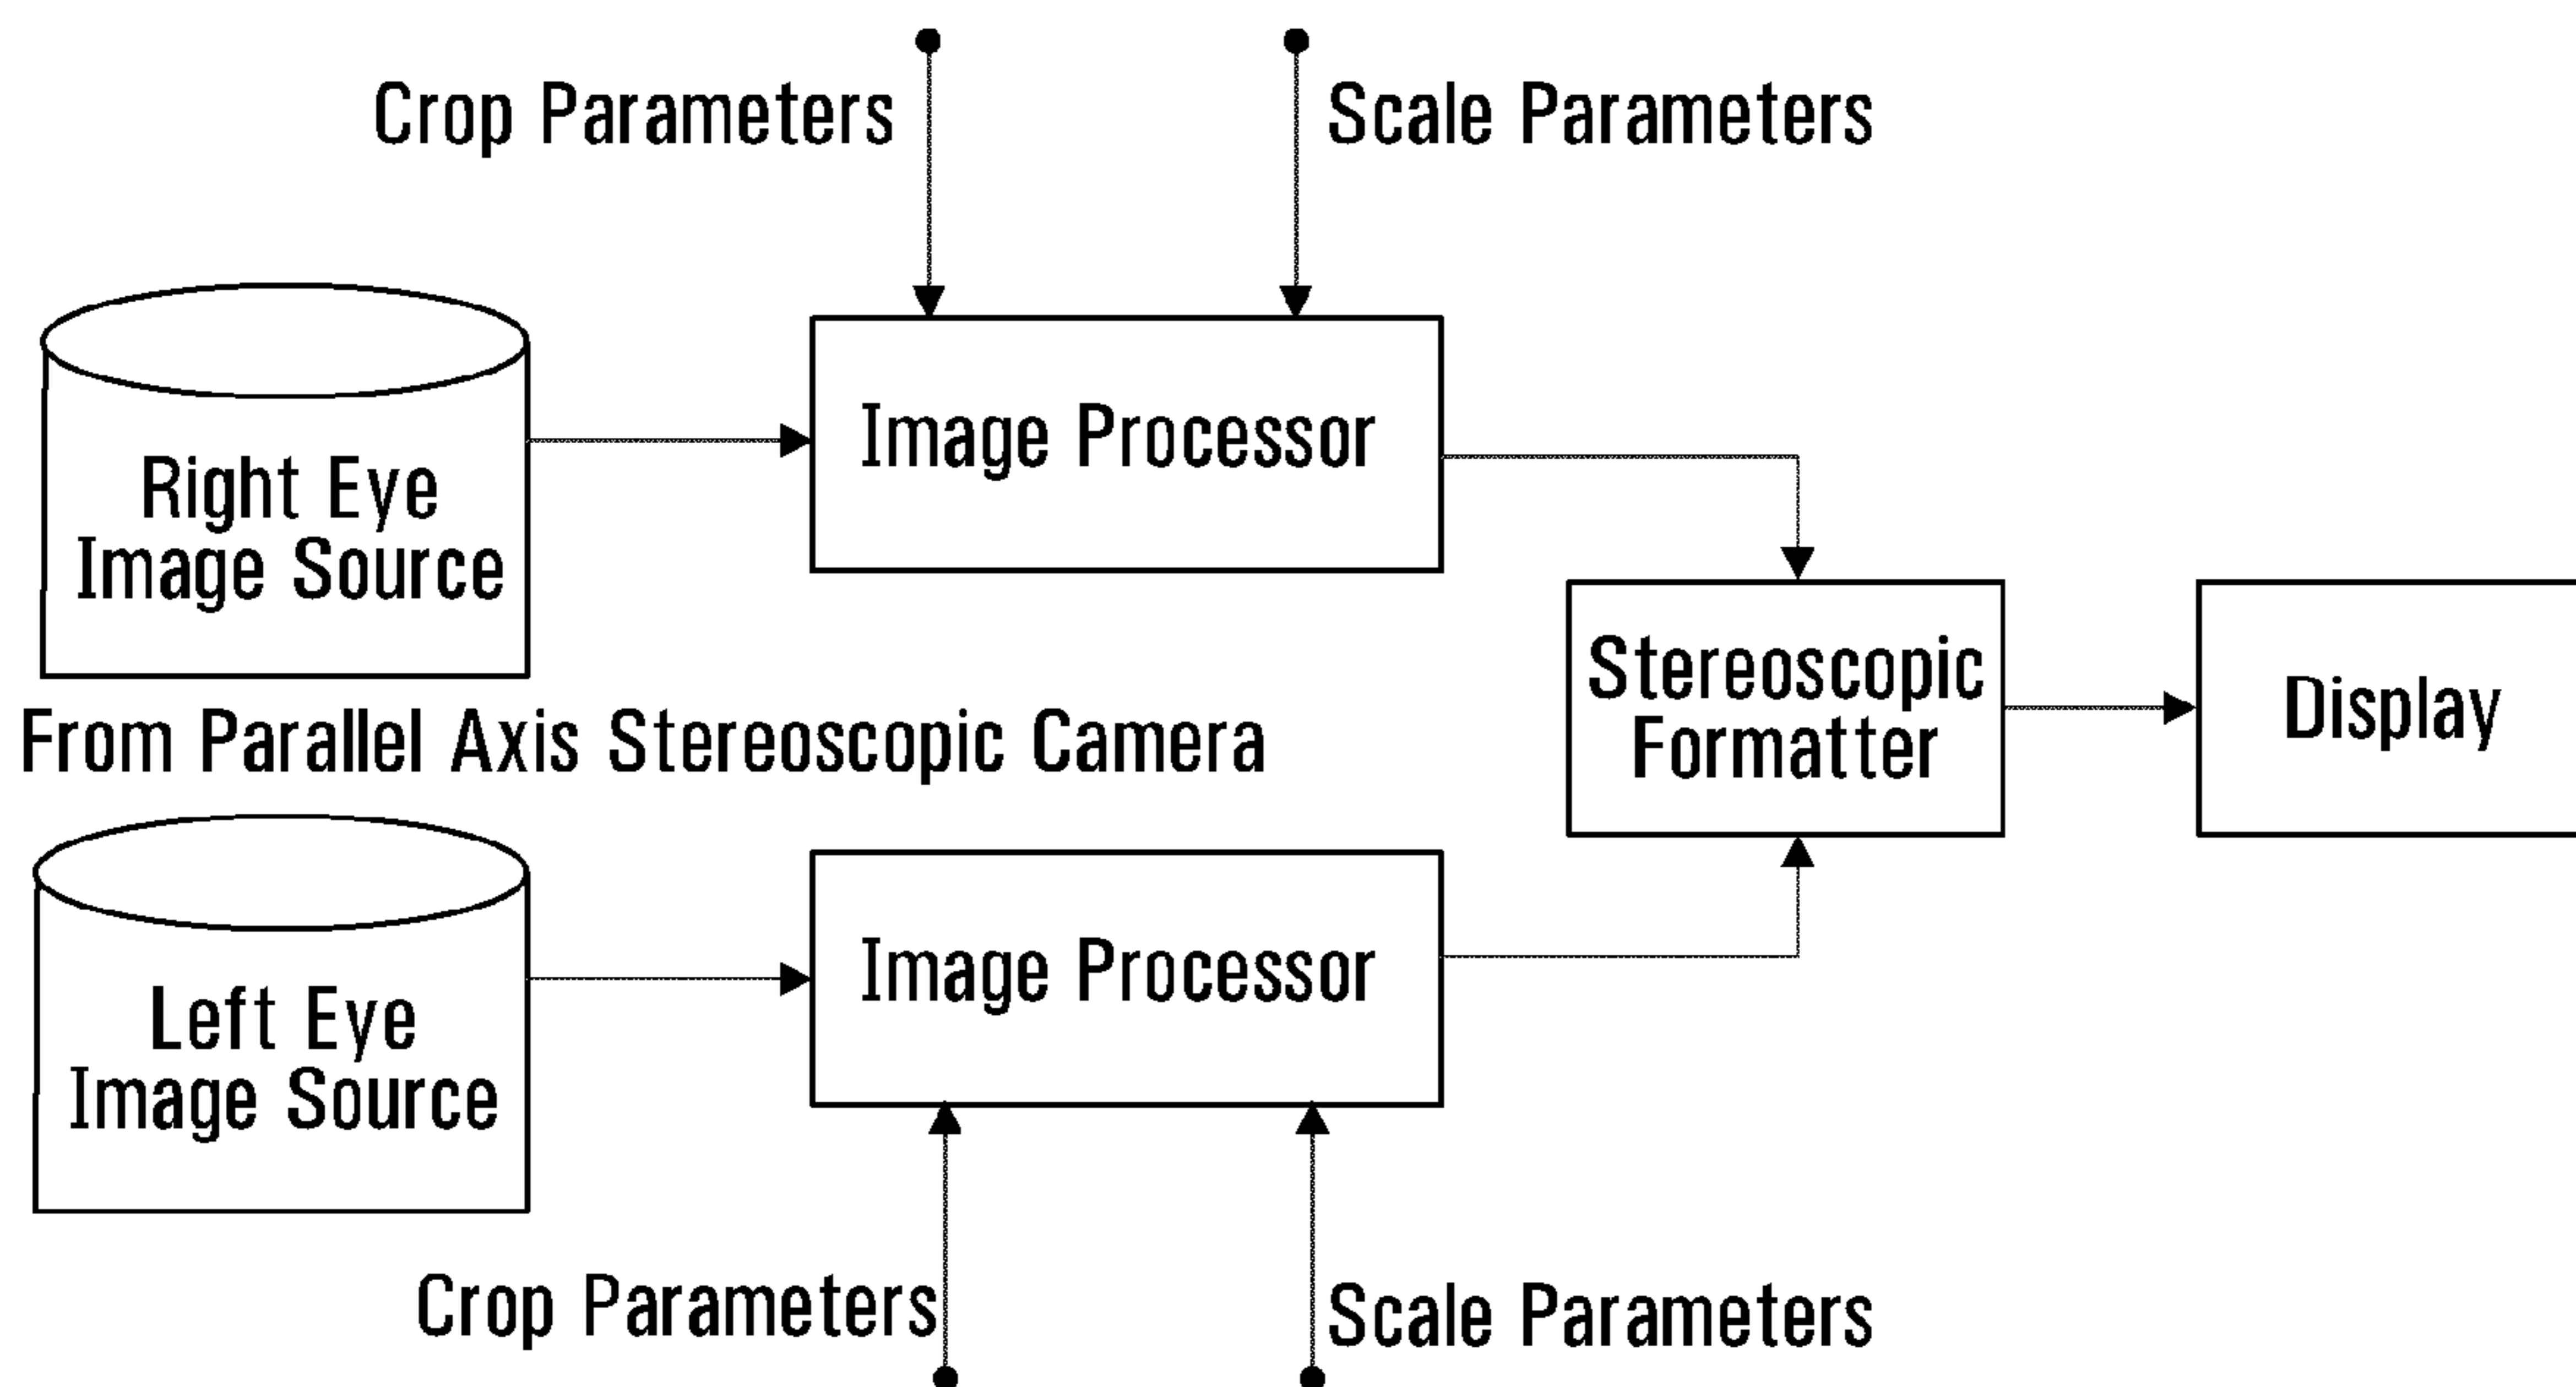 Crop Parameters
Scale Parameters
Image Processor
Right Eye
Image Source
Stereoscopic
Formatter
Display
From Parallel Axis Stereoscopic Camera
Image Processor
Left Eye
Image Source
Crop Parameters
Scale Parameters